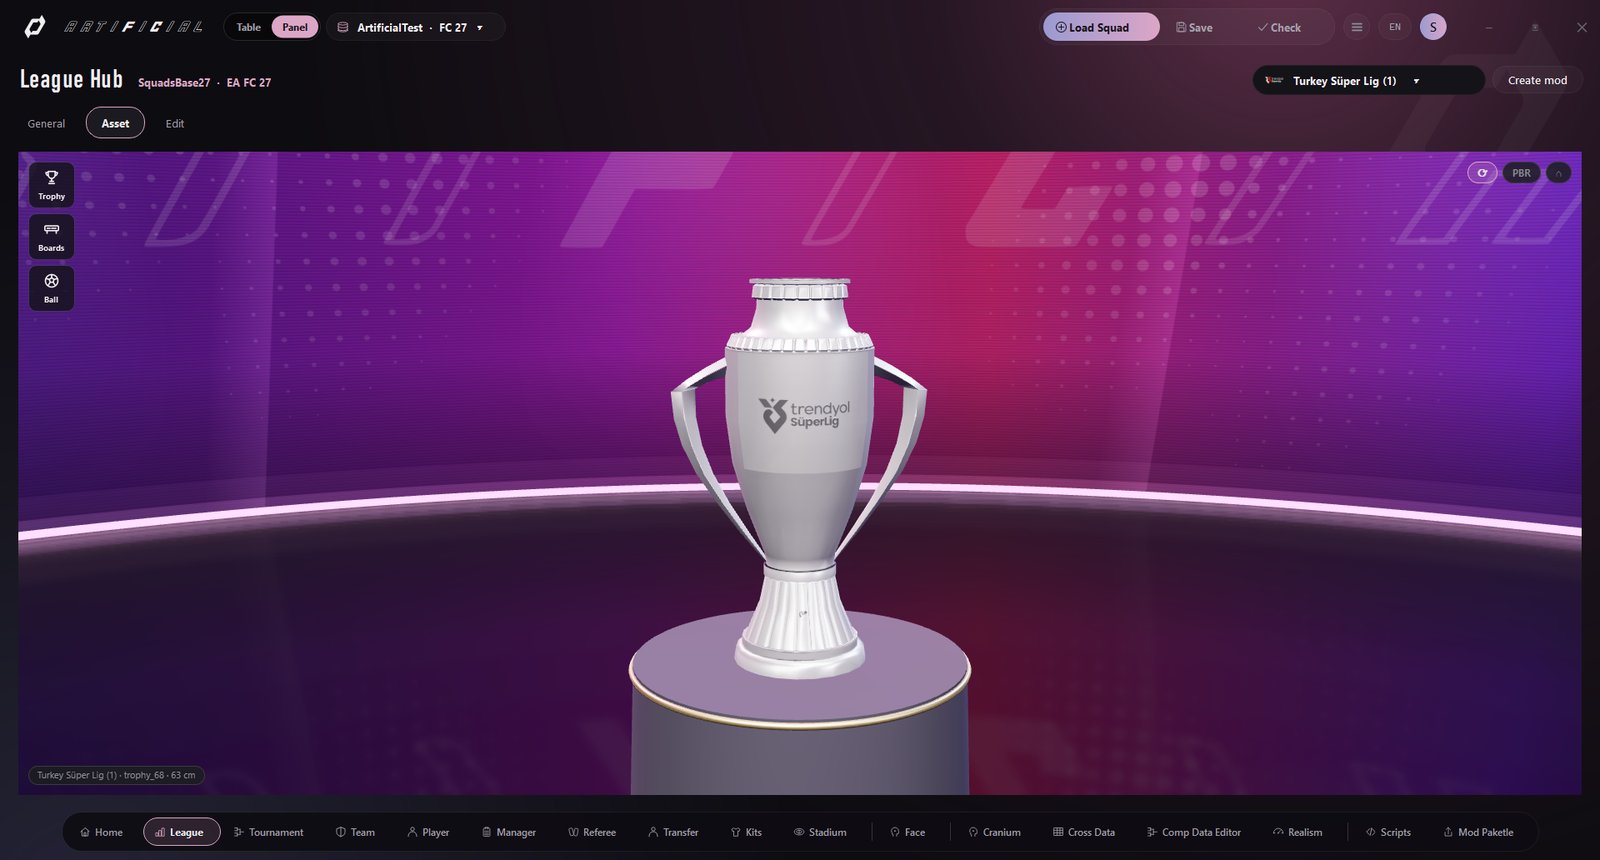 ARTIFICIAL
Table
Panel
ArtificialTest · FC 27
Load Squad
Save
Check
EN
S
League Hub
SquadsBase27 · EA FC 27
Turkey Süper Lig (1)
Create mod
General
Asset
Edit
Trophy
PBR
Boards
Ball
trendyol
SüperLig
Turkey Süper Lig (1) · trophy_68 · 63 cm
Home
League
Tournament
Team
Player
Manager
Referee
Transfer
Kits
Stadium
Face
Cranium
Cross Data
Comp Data Editor
Realism
Scripts
Mod Paketle